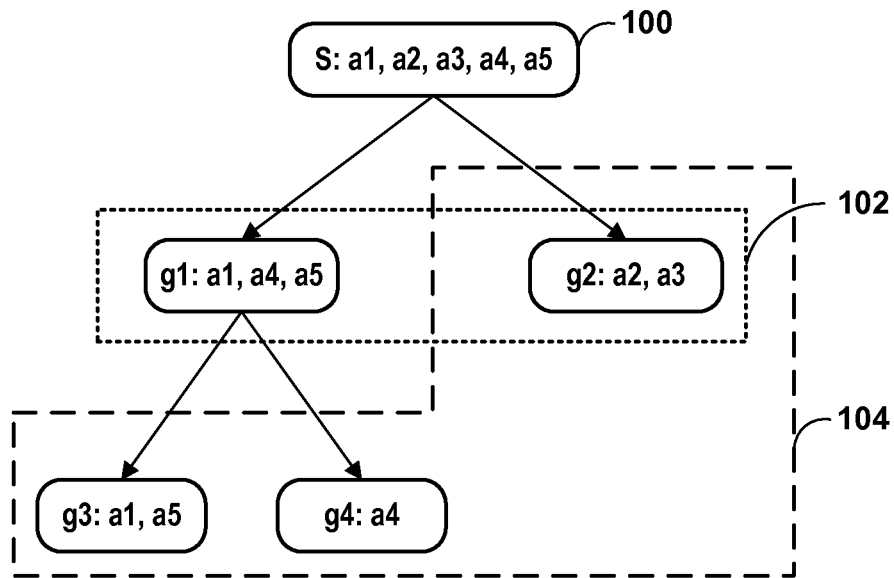 100
S: a1, a2, a3, a4, a5
102
g1: a1, a4, a5
g2: a2, a3
104
g3: a1, a5
g4: a4